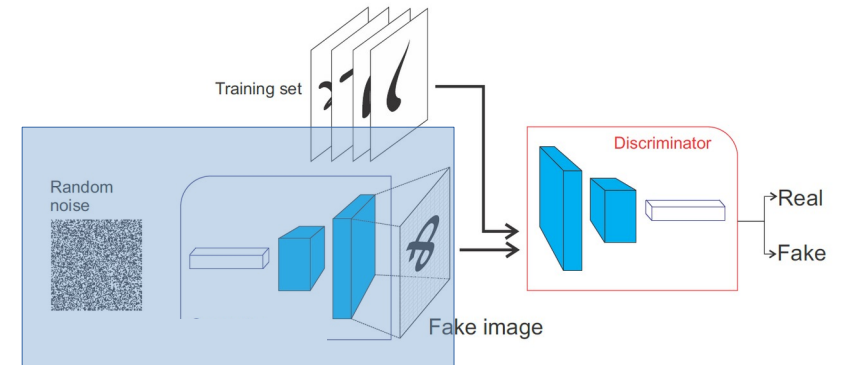 Training set
Discriminator
Random
noise
Real
Fake
Fake image